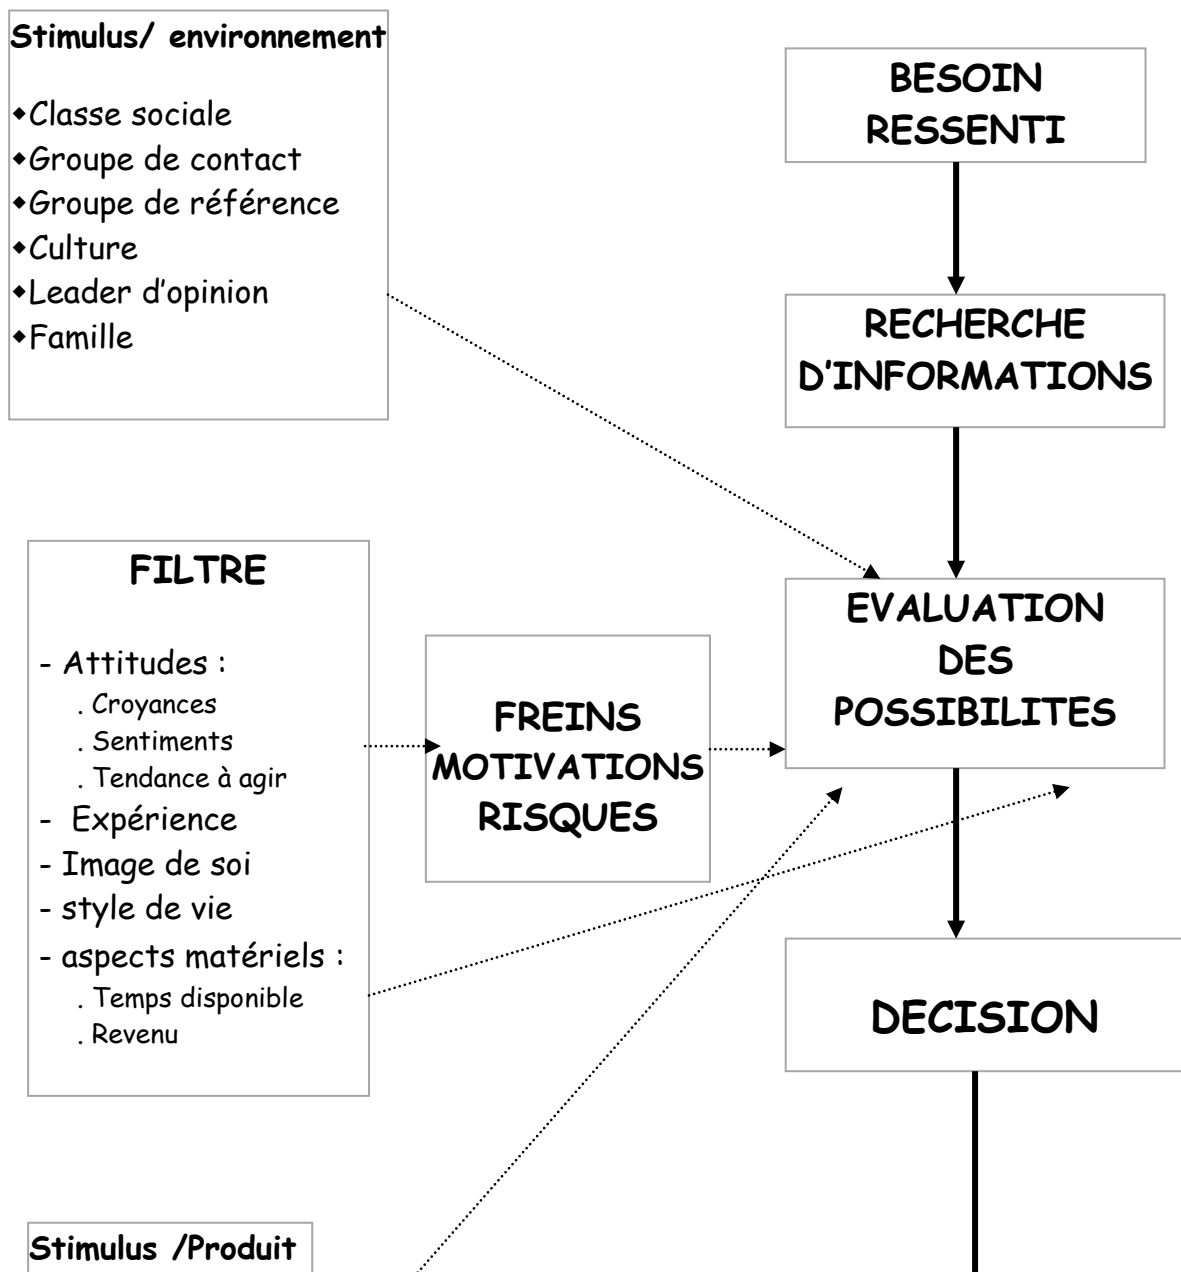 Stimulus/ environnement
◆Classe sociale
◆Groupe de contact
◆Groupe de référence
◆Culture
◆Leader d'opinion
◆Famille
BESOIN
RESSENTI
RECHERCHE
D'INFORMATIONS
FILTRE
- Attitudes :
. Croyances
. Sentiments
. Tendance à agir
- Expérience
- Image de soi
- style de vie
- aspects matériels :
. Temps disponible
. Revenu
FREINS
MOTIVATIONS
RISQUES
EVALUATION
DES
POSSIBILITES
DECISION
Stimulus /Produit